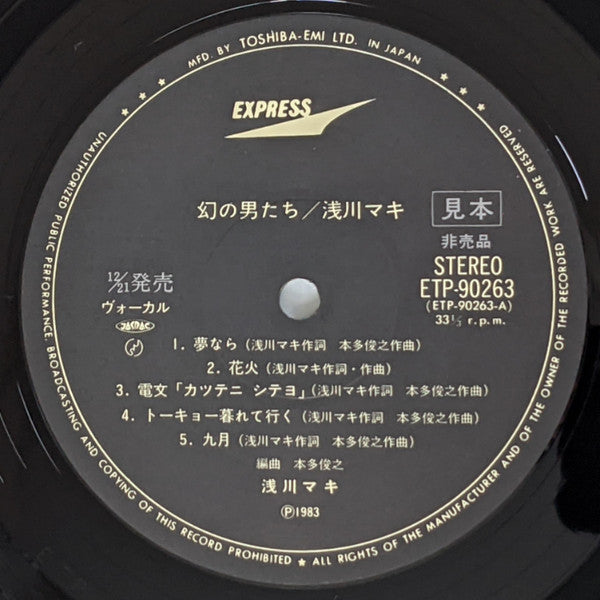 MFD. BY TOSHIBA-EMI LTD. IN JAPAN
EXPRESS
幻の男たち/浅川マキ
見本
非売品
STEREO
ETP-90263
(ETP-90263-A)
33 1/3 r.p.m.
12/21発売
ヴォーカル
JASRAC
1. 夢なら(浅川マキ作詞 本多俊之作曲)
2. 花火(浅川マキ作詞・作曲)
3. 電文「カツテニ シテヨ」(浅川マキ作詞 本多俊之作曲)
4. トーキョー暮れて行く(浅川マキ作詞 本多俊之作曲)
5. 九月(浅川マキ作詞 本多俊之作曲)
編曲 本多俊之
浅川マキ
Ⓟ1983
UNAUTHORIZED PUBLIC PERFORMANCE, BROADCASTING AND COPYING OF THIS RECORD PROHIBITED ★ ALL RIGHTS OF THE MANUFACTURER AND OF THE OWNER OF THE RECORDED WORK ARE RESERVED